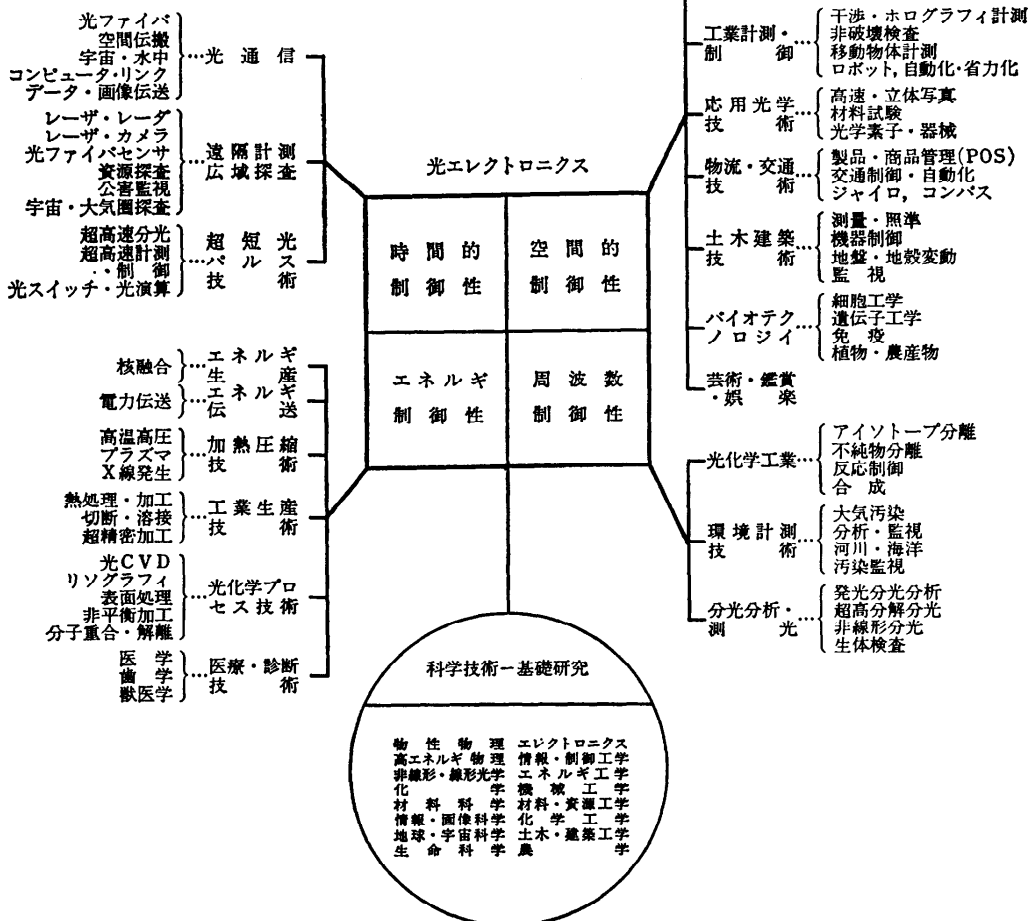 光ファイバ
空間伝搬
宇宙・水中
コンピュータ・リンク
データ・画像伝送
…光通信
レーザ・レーダ
レーザ・カメラ
光ファイバセンサ
資源探査
公害監視
宇宙・大気圏探査
…遠隔計測
広域探査
超高速分光
超高速計測
・制御
光スイッチ・光演算
…超短光
パルス
技術
核融合
…エネルギ
生産
電力伝送
…エネルギ
伝送
高温高圧
プラズマ
X線発生
…加熱圧縮
技術
熱処理・加工
切断・溶接
超精密加工
…工業生産
技術
光CVD
リソグラフィ
表面処理
非平衡加工
分子重合・解離
…光化学プロ
セス技術
医学
歯学
獣医学
…医療・診断
技術
光エレクトロニクス
時間的
制御性
空間的
制御性
エネルギ
制御性
周波数
制御性
工業計測・
制御…
干渉・ホログラフィ計測
非破壊検査
移動物体計測
ロボット,自動化・省力化
応用光学
技術…
高速・立体写真
材料試験
光学素子・器械
物流・交通
技術…
製品・商品管理(POS)
交通制御・自動化
ジャイロ,コンパス
土木建築
技術…
測量・照準
機器制御
地盤・地殻変動
監視
バイオテク
ノロジイ…
細胞工学
遺伝子工学
免疫
植物・農産物
芸術・鑑賞
・娯楽
光化学工業…
アイソトープ分離
不純物分離
反応制御
合成
環境計測
技術…
大気汚染
分析・監視
河川・海洋
汚染監視
分光分析・
測光…
発光分光分析
超高分解分光
非線形分光
生体検査
科学技術ー基礎研究
物性物理 エレクトロニクス
高エネルギ物理 情報・制御工学
非線形・線形光学 エネルギ工学
化学 機械工学
材料科学 材料・資源工学
情報・画像科学 化学工学
地球・宇宙科学 土木・建築工学
生命科学 農学